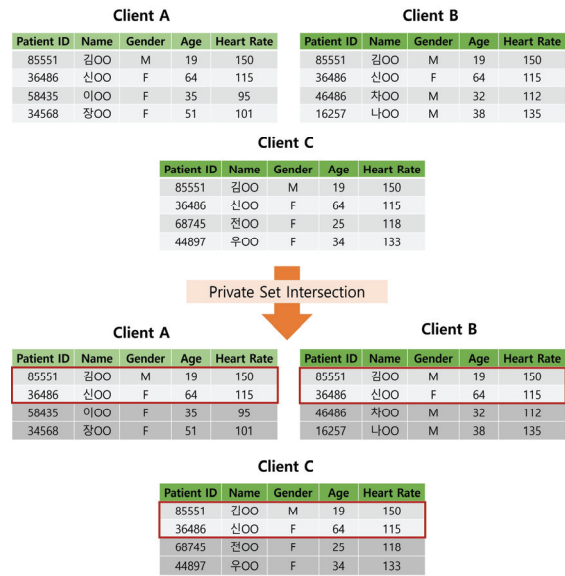 Client A
Patient ID Name Gender Age Heart Rate
85551 김OO M 19 150
36486 신OO F 64 115
58435 이OO F 35 95
34568 장OO F 51 101
Client B
Patient ID Name Gender Age Heart Rate
85551 김OO M 19 150
36486 신OO F 64 115
46486 차OO M 32 112
16257 나OO M 38 135
Client C
Patient ID Name Gender Age Heart Rate
85551 김OO M 19 150
36486 신OO F 64 115
68745 전OO F 25 118
44897 우OO F 34 133
Private Set Intersection
Client A
Patient ID Name Gender Age Heart Rate
85551 김OO M 19 150
36486 신OO F 64 115
58435 이OO F 35 95
34568 장OO F 51 101
Client B
Patient ID Name Gender Age Heart Rate
85551 김OO M 19 150
36486 신OO F 64 115
46486 차OO M 32 112
16257 나OO M 38 135
Client C
Patient ID Name Gender Age Heart Rate
85551 김OO M 19 150
36486 신OO F 64 115
68745 전OO F 25 118
44897 우OO F 34 133